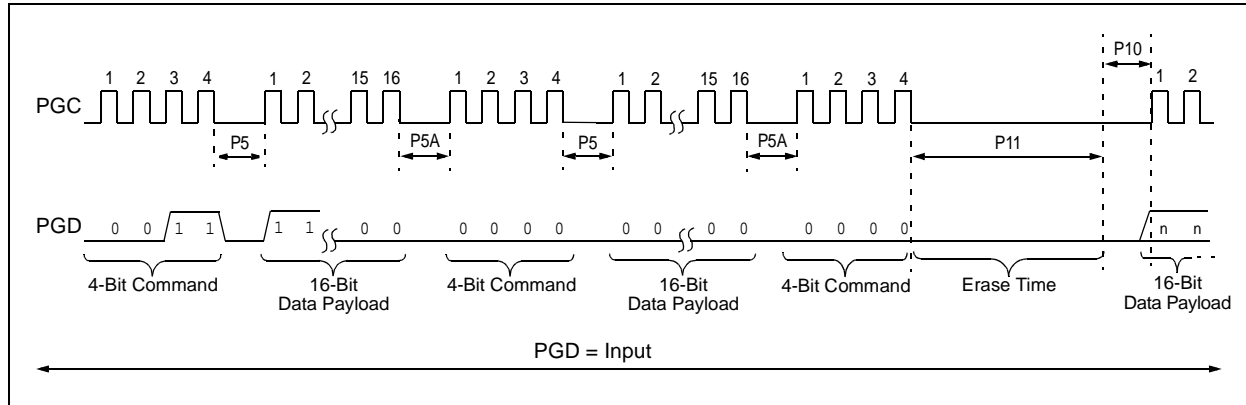 P10
1 2 3 4 1 2 15 16 1 2 3 4 1 2 15 16 1 2 3 4 1 2
PGC
P5 P5A P5 P5A P11
PGD 0 0 1 1 1 1 0 0 0 0 0 0 0 0 0 0 0 0 0 0 n n
4-Bit Command 16-Bit 4-Bit Command 16-Bit 4-Bit Command Erase Time 16-Bit
Data Payload Data Payload Data Payload
PGD = Input